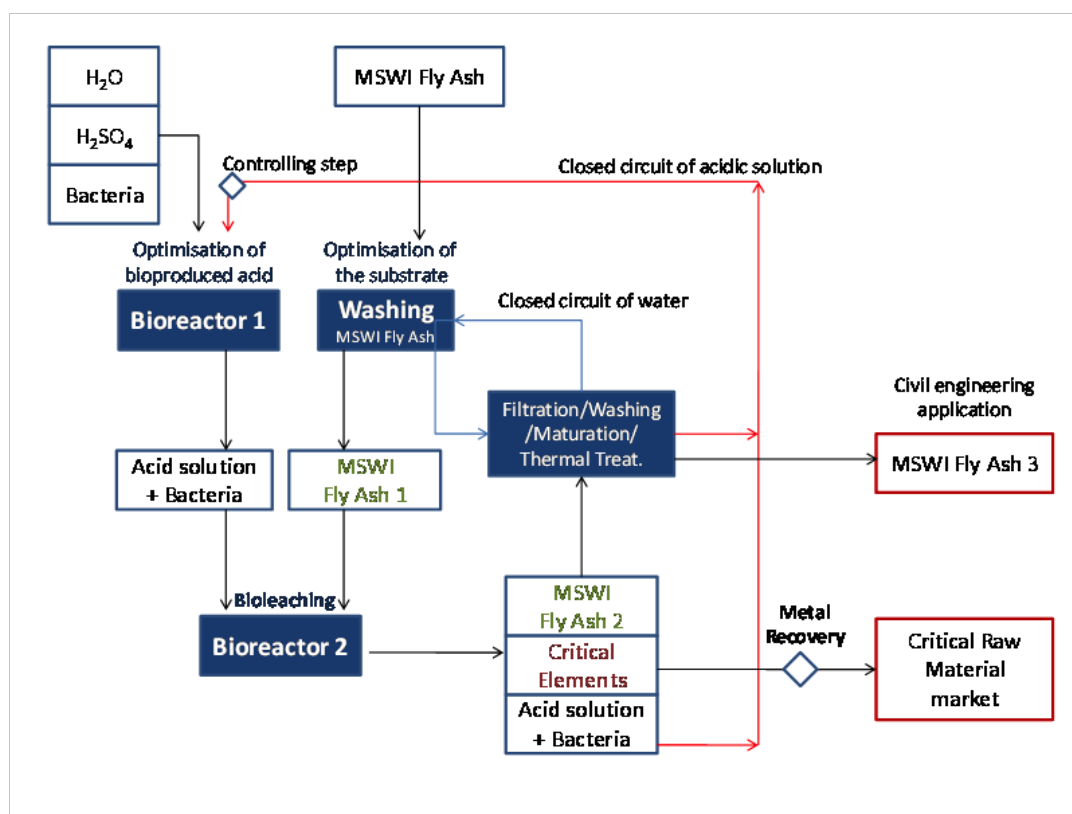 H₂O
H₂SO₄
Bacteria
MSWI Fly Ash
Controlling step
Closed circuit of acidic solution
Optimisation of
bioproduced acid
Optimisation of
the substrate
Bioreactor 1
Washing
MSWI Fly Ash
Closed circuit of water
Filtration/Washing
/Maturation/
Thermal Treat.
Civil engineering
application
MSWI Fly Ash 3
Acid solution
+ Bacteria
MSWI
Fly Ash 1
Bioleaching
Bioreactor 2
MSWI
Fly Ash 2
Critical
Elements
Acid solution
+ Bacteria
Metal
Recovery
Critical Raw
Material
market